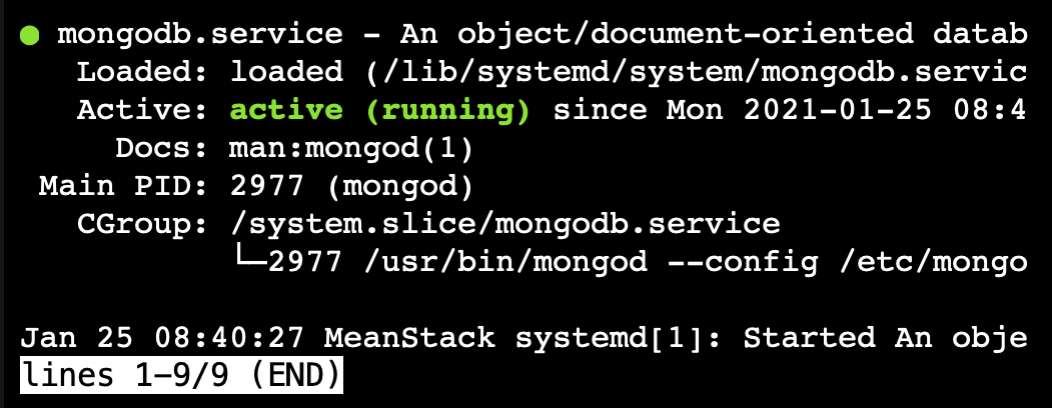 ● mongodb.service - An object/document-oriented datab
Loaded: loaded (/lib/systemd/system/mongodb.servic
Active: active (running) since Mon 2021-01-25 08:4
Docs: man:mongod(1)
Main PID: 2977 (mongod)
CGroup: /system.slice/mongodb.service
└─2977 /usr/bin/mongod --config /etc/mongo
Jan 25 08:40:27 MeanStack systemd[1]: Started An obje
lines 1-9/9 (END)